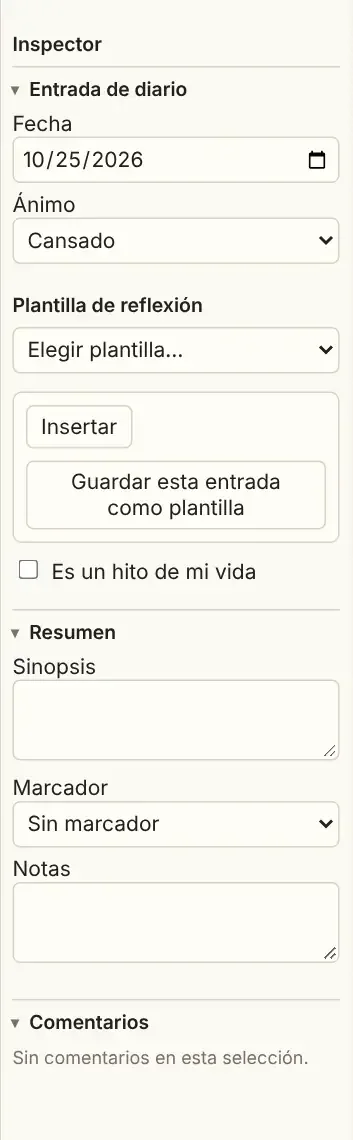 Inspector
Entrada de diario
Fecha
10/25/2026
Ánimo
Cansado
Plantilla de reflexión
Elegir plantilla...
Insertar
Guardar esta entrada
como plantilla
Es un hito de mi vida
Resumen
Sinopsis
Marcador
Sin marcador
Notas
Comentarios
Sin comentarios en esta selección.